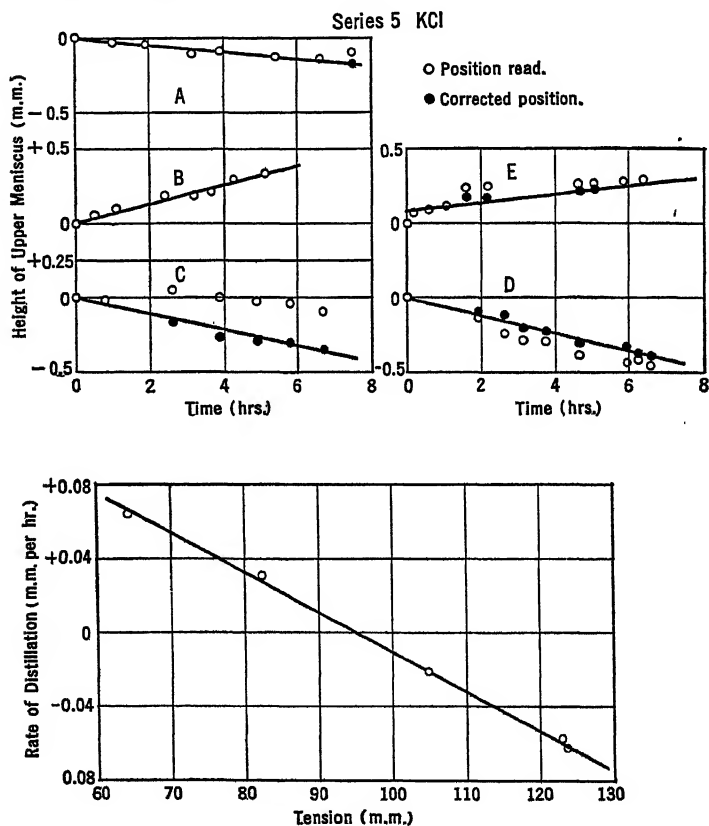 Series 5 KCl
○ Position read.
● Corrected position.
Height of Upper Meniscus (m.m.)
0
A
- 0.5
+ 0.5
B
0
+0.25
C
0
- 0.5
0 2 4 6 8
Time (hrs.)
0.5
E
0
0
D
-0.5
0 2 4 6 8
Time (hrs.)
Rate of Distillation (m.m. per hr.)
+0.08
+0.04
0
-0.04
0.08
60 70 80 90 100 110 120 130
Tension (m.m.)